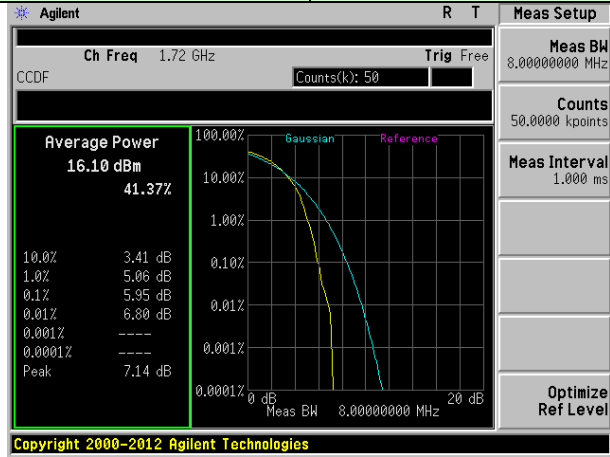 Agilent R T Meas Setup
Ch Freq 1.72 GHz Trig Free
CCDF Counts(k): 50
Meas BW
8.00000000 MHz
Counts
50.0000 kpoints
Meas Interval
1.000 ms
Optimize
Ref Level
Average Power
16.10 dBm
41.37%
10.0% 3.41 dB
1.0% 5.06 dB
0.1% 5.95 dB
0.01% 6.80 dB
0.001% ----
0.0001% ----
Peak 7.14 dB
Gaussian Reference
100.00%
10.00%
1.00%
0.10%
0.01%
0.001%
0.0001%
0 dB 20 dB
Meas BW 8.00000000 MHz
Copyright 2000-2012 Agilent Technologies